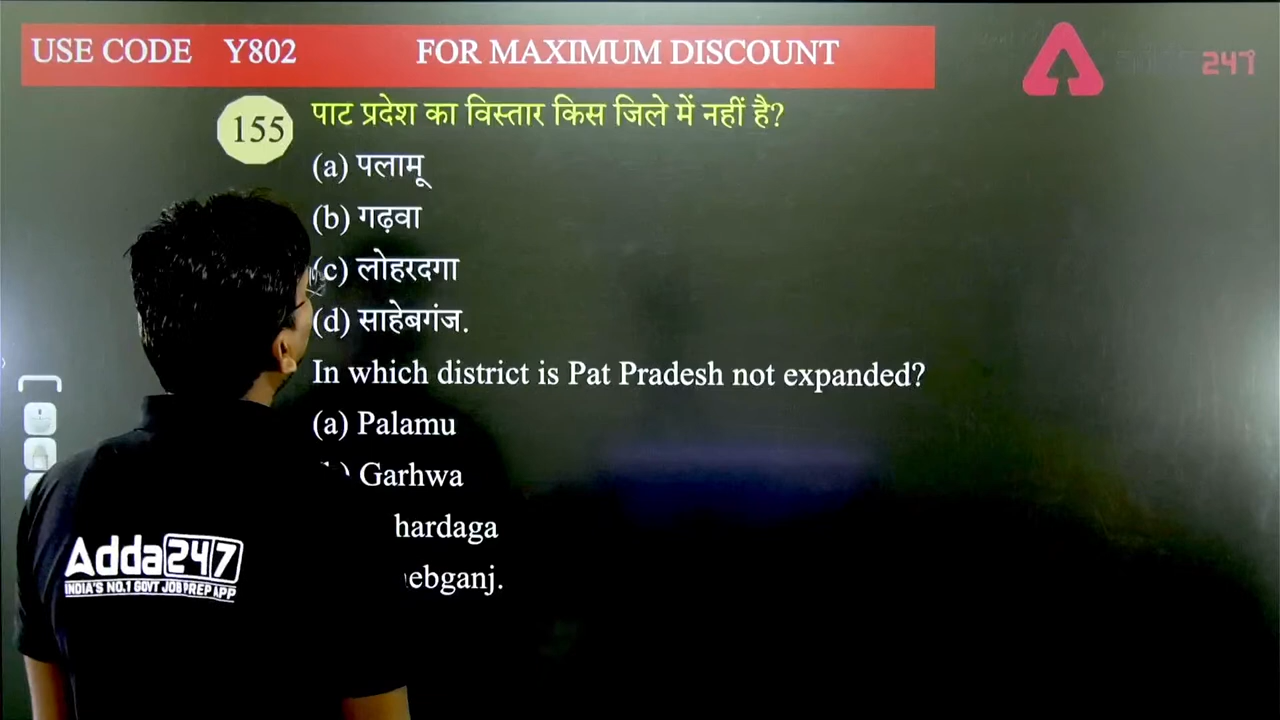 USE CODE Y802 FOR MAXIMUM DISCOUNT
247
155 पाट प्रदेश का विस्तार किस जिले में नहीं है?
(a) पलामू
(b) गढ़वा
(c) लोहरदगा
(d) साहेबगंज.
In which district is Pat Pradesh not expanded?
(a) Palamu
Garhwa
hardaga
ebganj.
Adda247
INDIA'S NO.1 GOVT JOB PREP APP